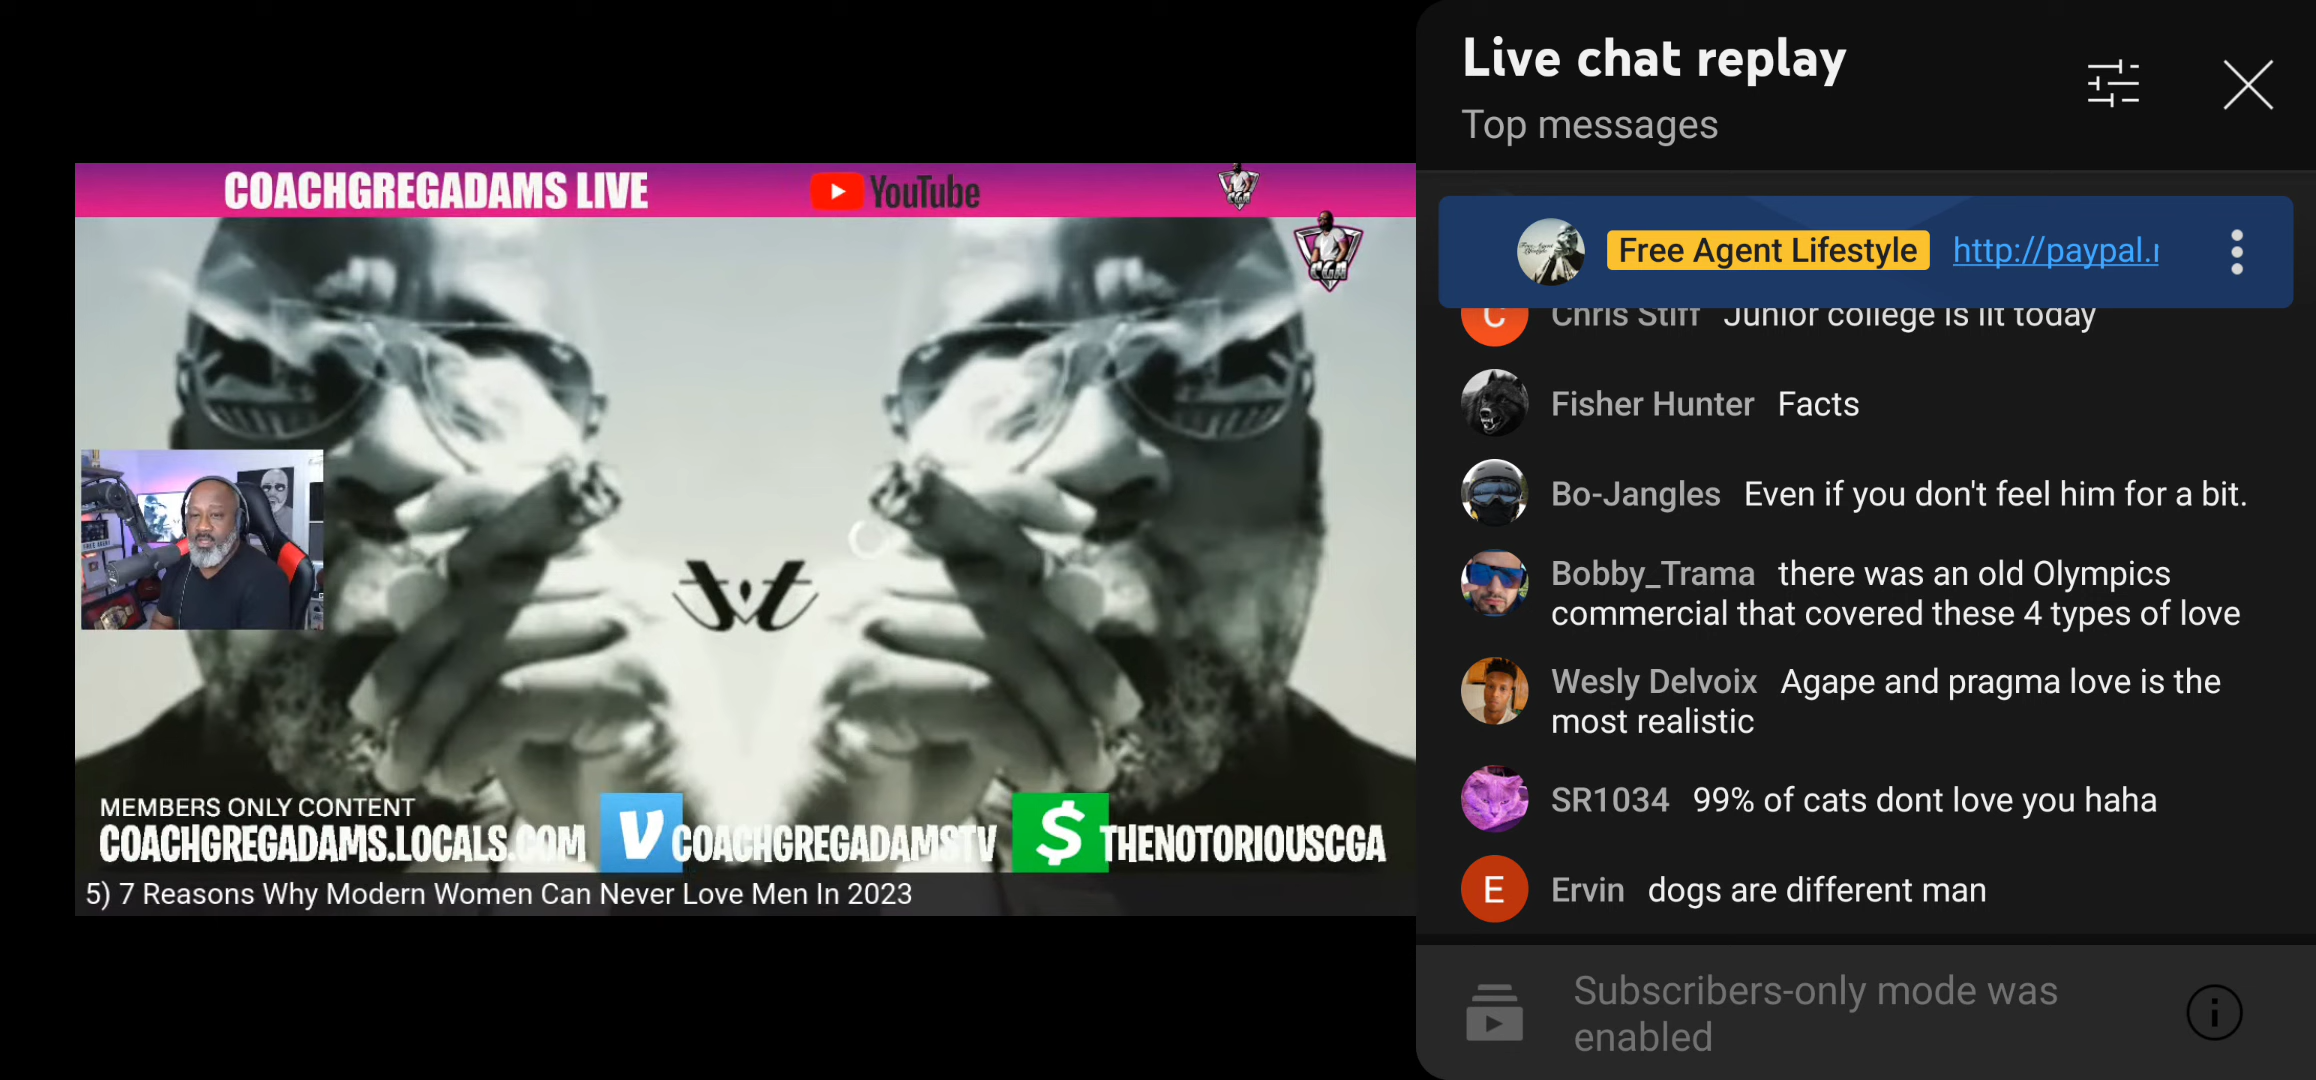 COACHGREGADAMS LIVE
YouTube
CGA
CGA
MEMBERS ONLY CONTENT
COACHGREGADAMS.LOCALS.COM
COACHGREGADAMSTV
$ THENOTORIOUSCGA
5) 7 Reasons Why Modern Women Can Never Love Men In 2023
Live chat replay
Top messages
Free Agent Lifestyle http://paypal.
C Chris Stiff Junior college is lit today
Fisher Hunter Facts
Bo-Jangles Even if you don't feel him for a bit.
Bobby_Trama there was an old Olympics
commercial that covered these 4 types of love
Wesly Delvoix Agape and pragma love is the
most realistic
SR1034 99% of cats dont love you haha
E Ervin dogs are different man
Subscribers-only mode was
enabled